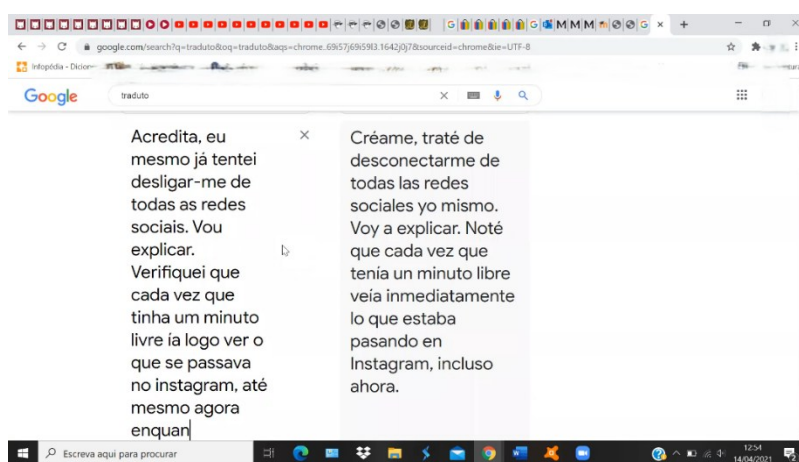 google.com/search?q=traduto&oq=traduto&aqs=chrome..69i57j69i59l3.1642j0j7&sourceid=chrome&ie=UTF-8
Infopédia - Dicion
Google
traduto
Acredita, eu
mesmo já tentei
desligar-me de
todas as redes
sociais. Vou
explicar.
Verifiquei que
cada vez que
tinha um minuto
livre ía logo ver o
que se passava
no instagram, até
mesmo agora
enquan
Créame, traté de
desconectarme de
todas las redes
sociales yo mismo.
Voy a explicar. Noté
que cada vez que
tenía un minuto libre
veía inmediatamente
lo que estaba
pasando en
Instagram, incluso
ahora.
Escreva aqui para procurar
12:54
14/04/2021